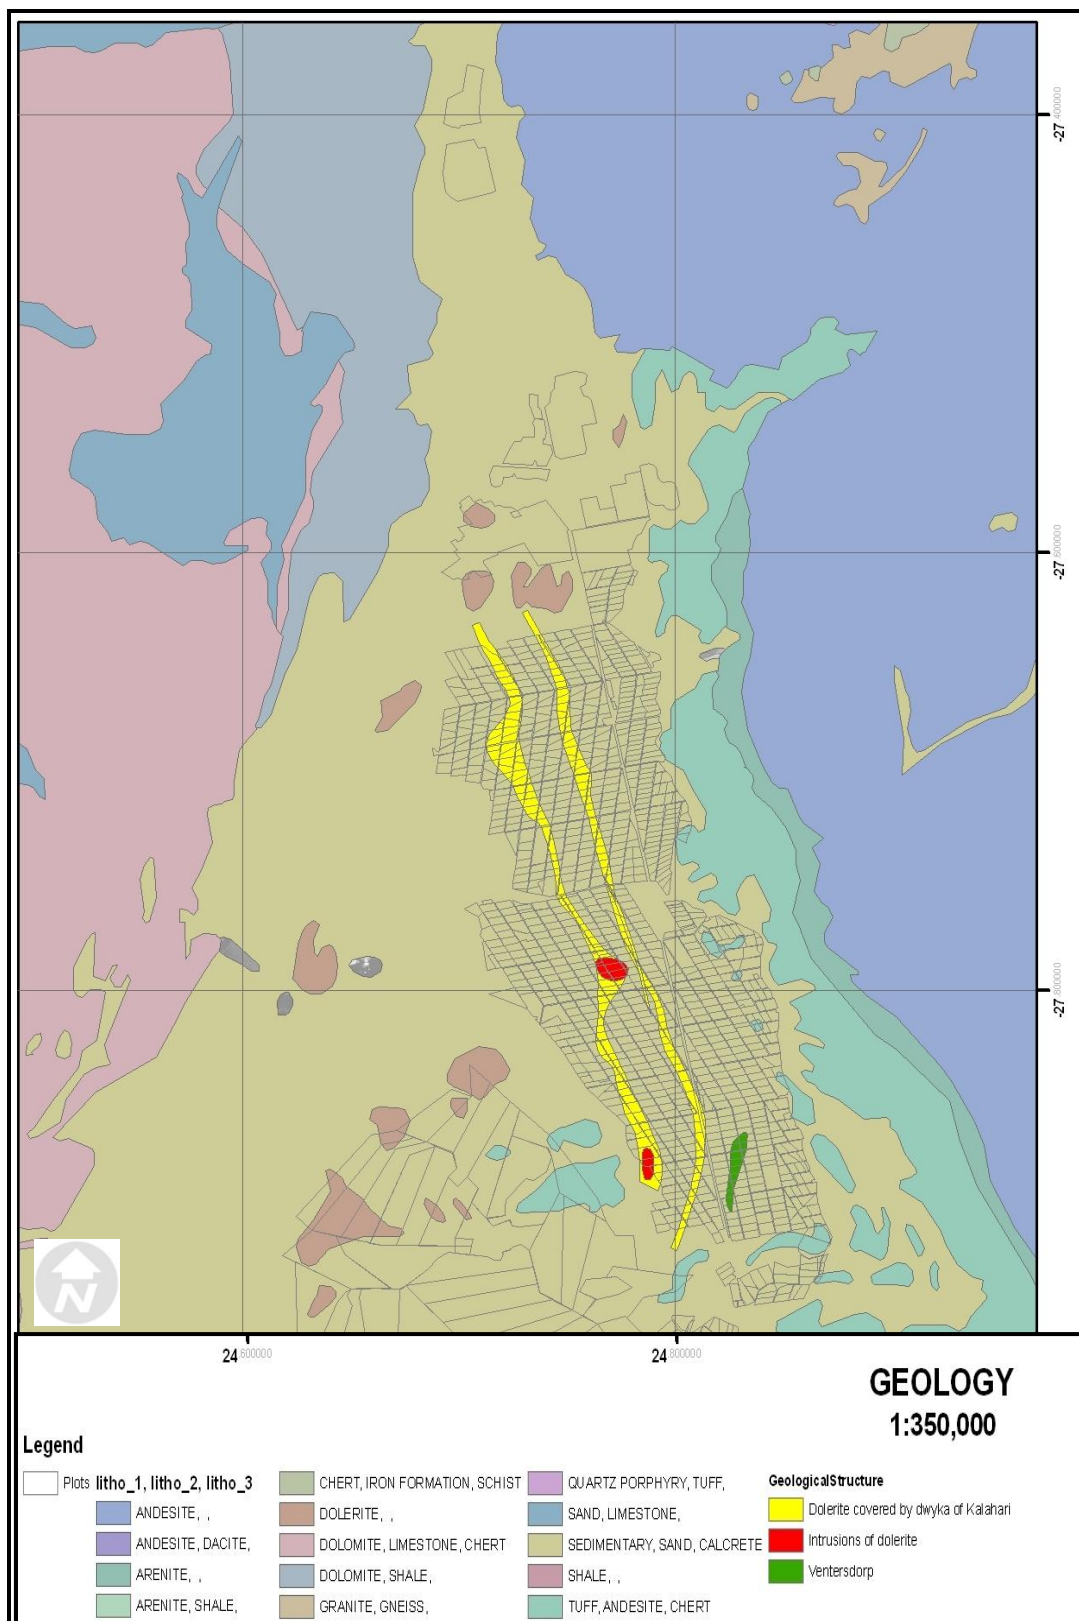 -27.400000
-27.600000
-27.800000
N
24.600000
24.800000
GEOLOGY
1:350,000
Legend
Plots
litho_1, litho_2, litho_3
ANDESITE, ,
ANDESITE, DACITE,
ARENITE, ,
ARENITE, SHALE,
CHERT, IRON FORMATION, SCHIST
DOLERITE, ,
DOLOMITE, LIMESTONE, CHERT
DOLOMITE, SHALE,
GRANITE, GNEISS,
QUARTZ PORPHYRY, TUFF,
SAND, LIMESTONE,
SEDIMENTARY, SAND, CALCRETE
SHALE, ,
TUFF, ANDESITE, CHERT
GeologicalStructure
Dolerite covered by dwyka of Kalahari
Intrusions of dolerite
Ventersdorp